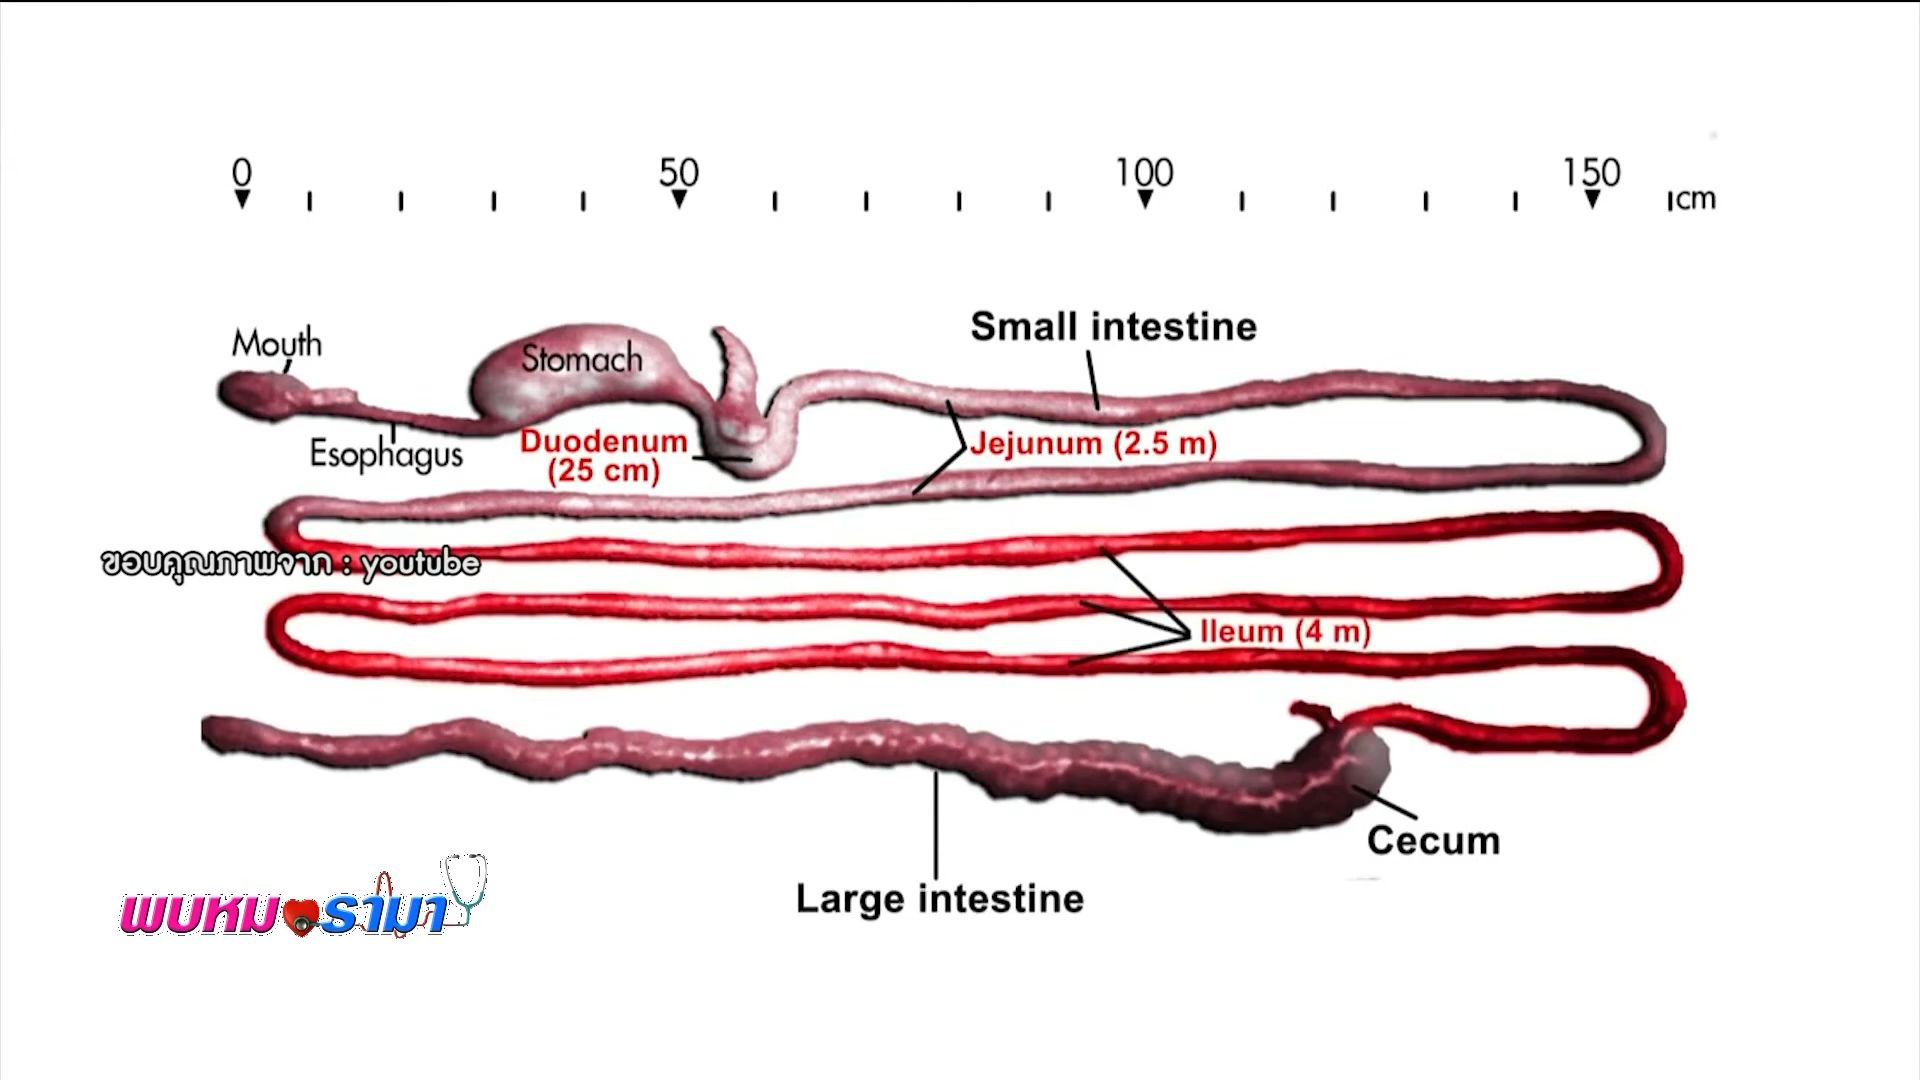 0 50 100 150
cm
Small intestine
Mouth
Stomach
Esophagus
Duodenum
(25 cm)
Jejunum (2.5 m)
ขอบคุณภาพจาก : youtube
Ileum (4 m)
Cecum
Large intestine
พบหมอรามา